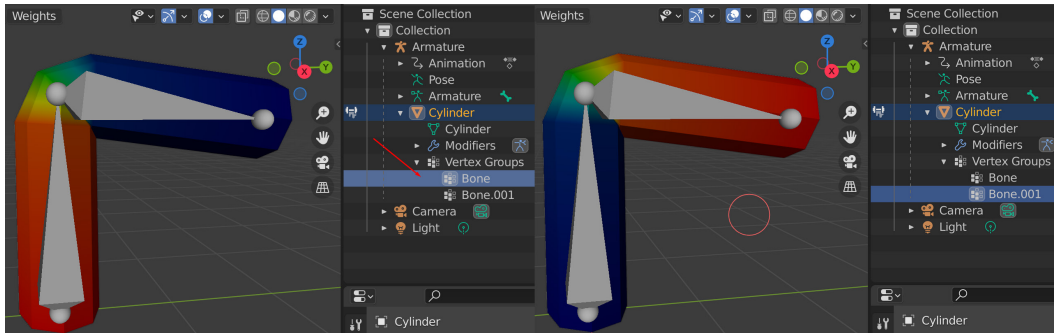 Weights
Z
Y
X
Scene Collection
Collection
Armature
Animation
Pose
Armature
Cylinder
Cylinder
Modifiers
Vertex Groups
Bone
Bone.001
Camera
Light
Cylinder
Weights
Z
Y
X
Scene Collection
Collection
Armature
Animation
Pose
Armature
Cylinder
Cylinder
Modifiers
Vertex Groups
Bone
Bone.001
Camera
Light
Cylinder